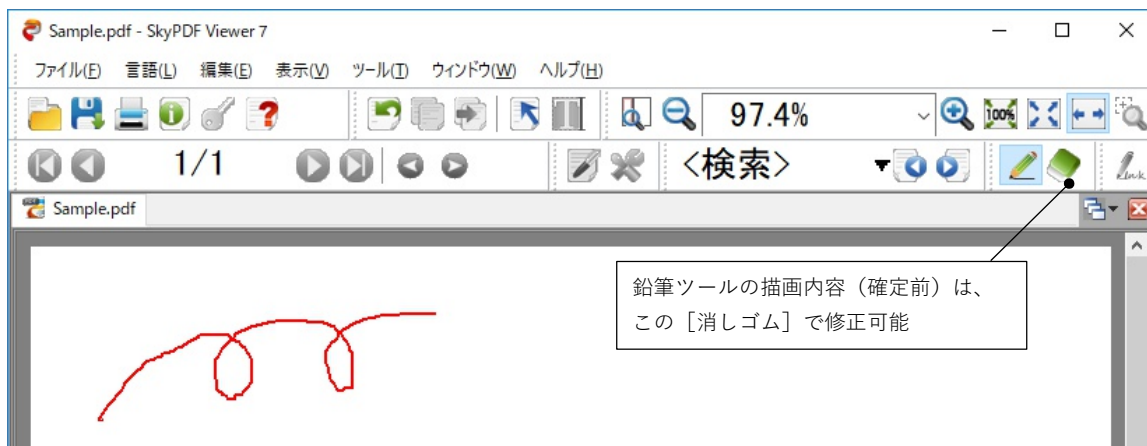 Sample.pdf - SkyPDF Viewer 7
ファイル(F) 言語(L) 編集(E) 表示(V) ツール(T) ウィンドウ(W) ヘルプ(H)
97.4%
100%
1/1
<検索>
Link
Sample.pdf
鉛筆ツールの描画内容（確定前）は、
この［消しゴム］で修正可能